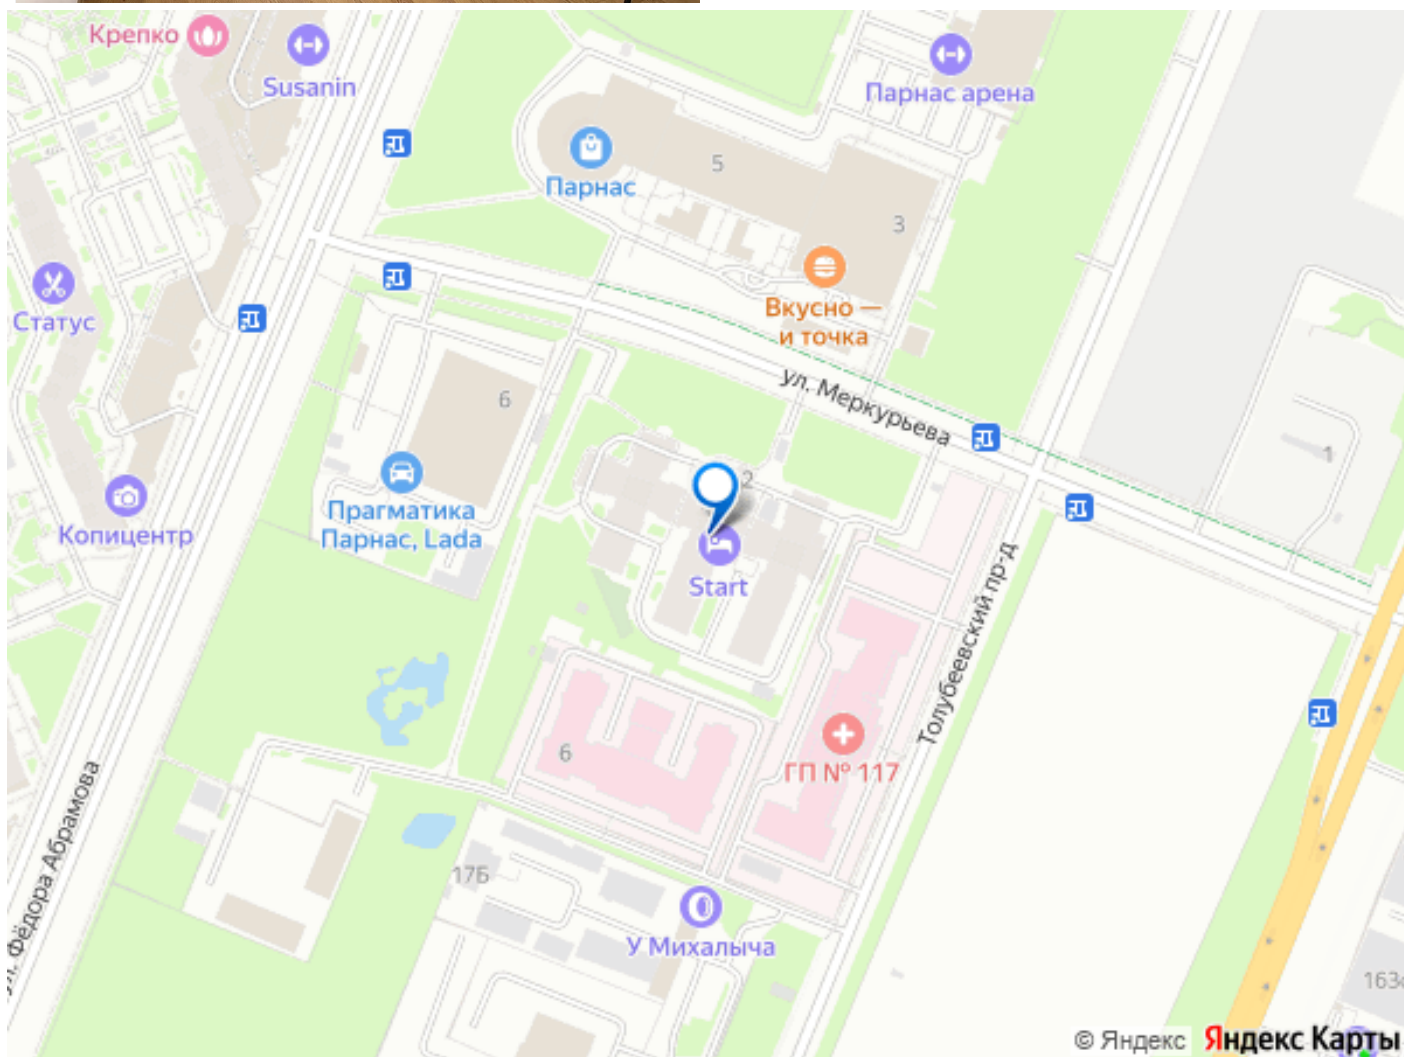 Крепко
Susanin
Парнас арена
5
Парнас
3
Вкусно —
и точка
Статус
ул. Меркурьева
6
1
2
Прагматика
Парнас, Lada
Копицентр
Start
Толубеевский пр-д
6
ГП № 117
ул. Фёдора Абрамова
17Б
У Михалыча
163
© Яндекс Яндекс Карты